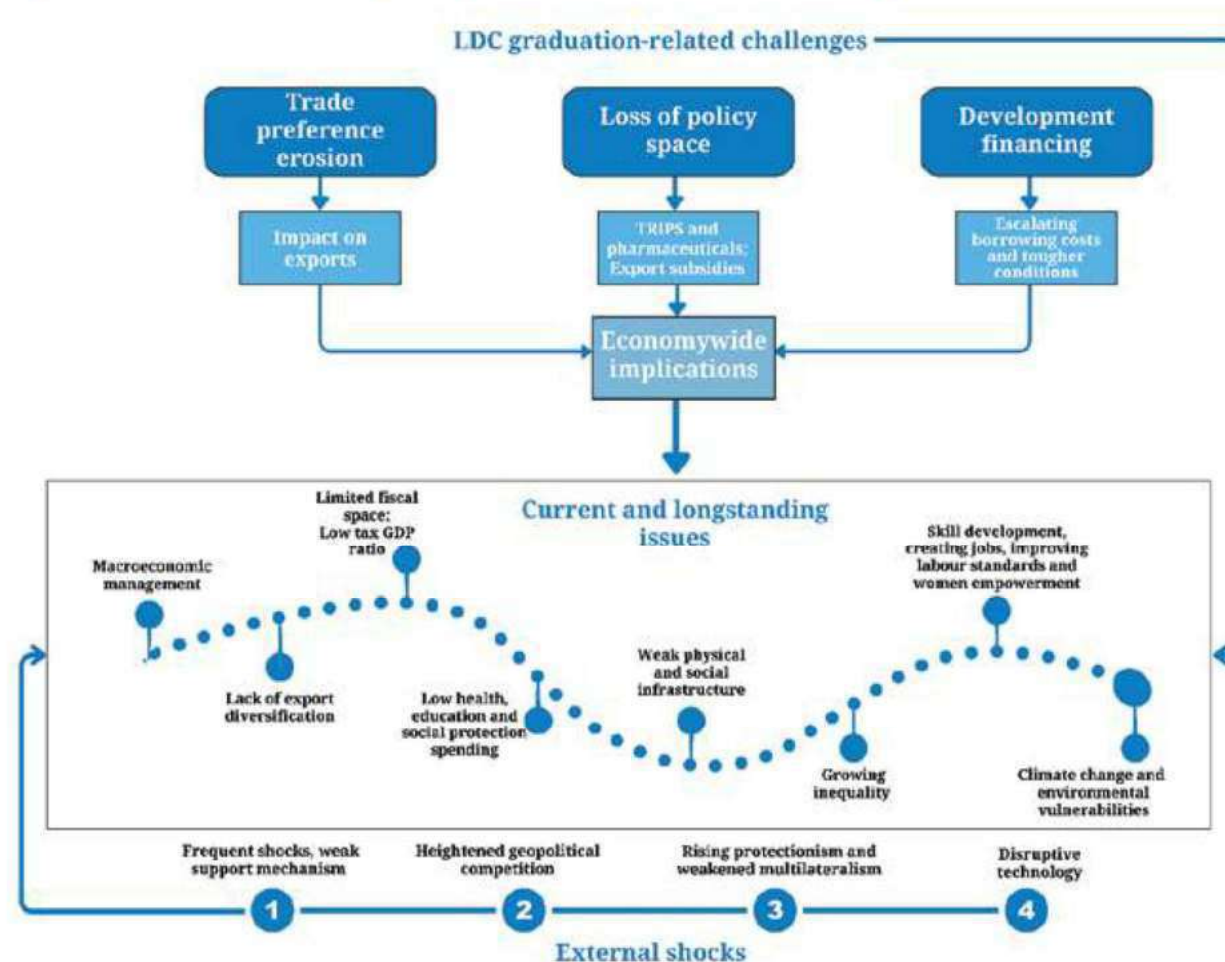 LDC graduation-related challenges
Trade
preference
erosion
Loss of policy
space
Development
financing
Impact on
exports
TRIPS and
pharmaceuticals;
Export subsidies
Escalating
borrowing costs
and tougher
conditions
Economywide
implications
Current and longstanding
issues
Macroeconomic
management
Lack of export
diversification
Limited fiscal
space;
Low tax GDP
ratio
Low health,
education and
social protection
spending
Weak physical
and social
infrastructure
Growing
inequality
Skill development,
creating jobs, improving
labour standards and
women empowerment
Climate change and
environmental
vulnerabilities
Frequent shocks, weak
support mechanism
Heightened geopolitical
competition
Rising protectionism and
weakened multilateralism
Disruptive
technology
1
2
3
4
External shocks